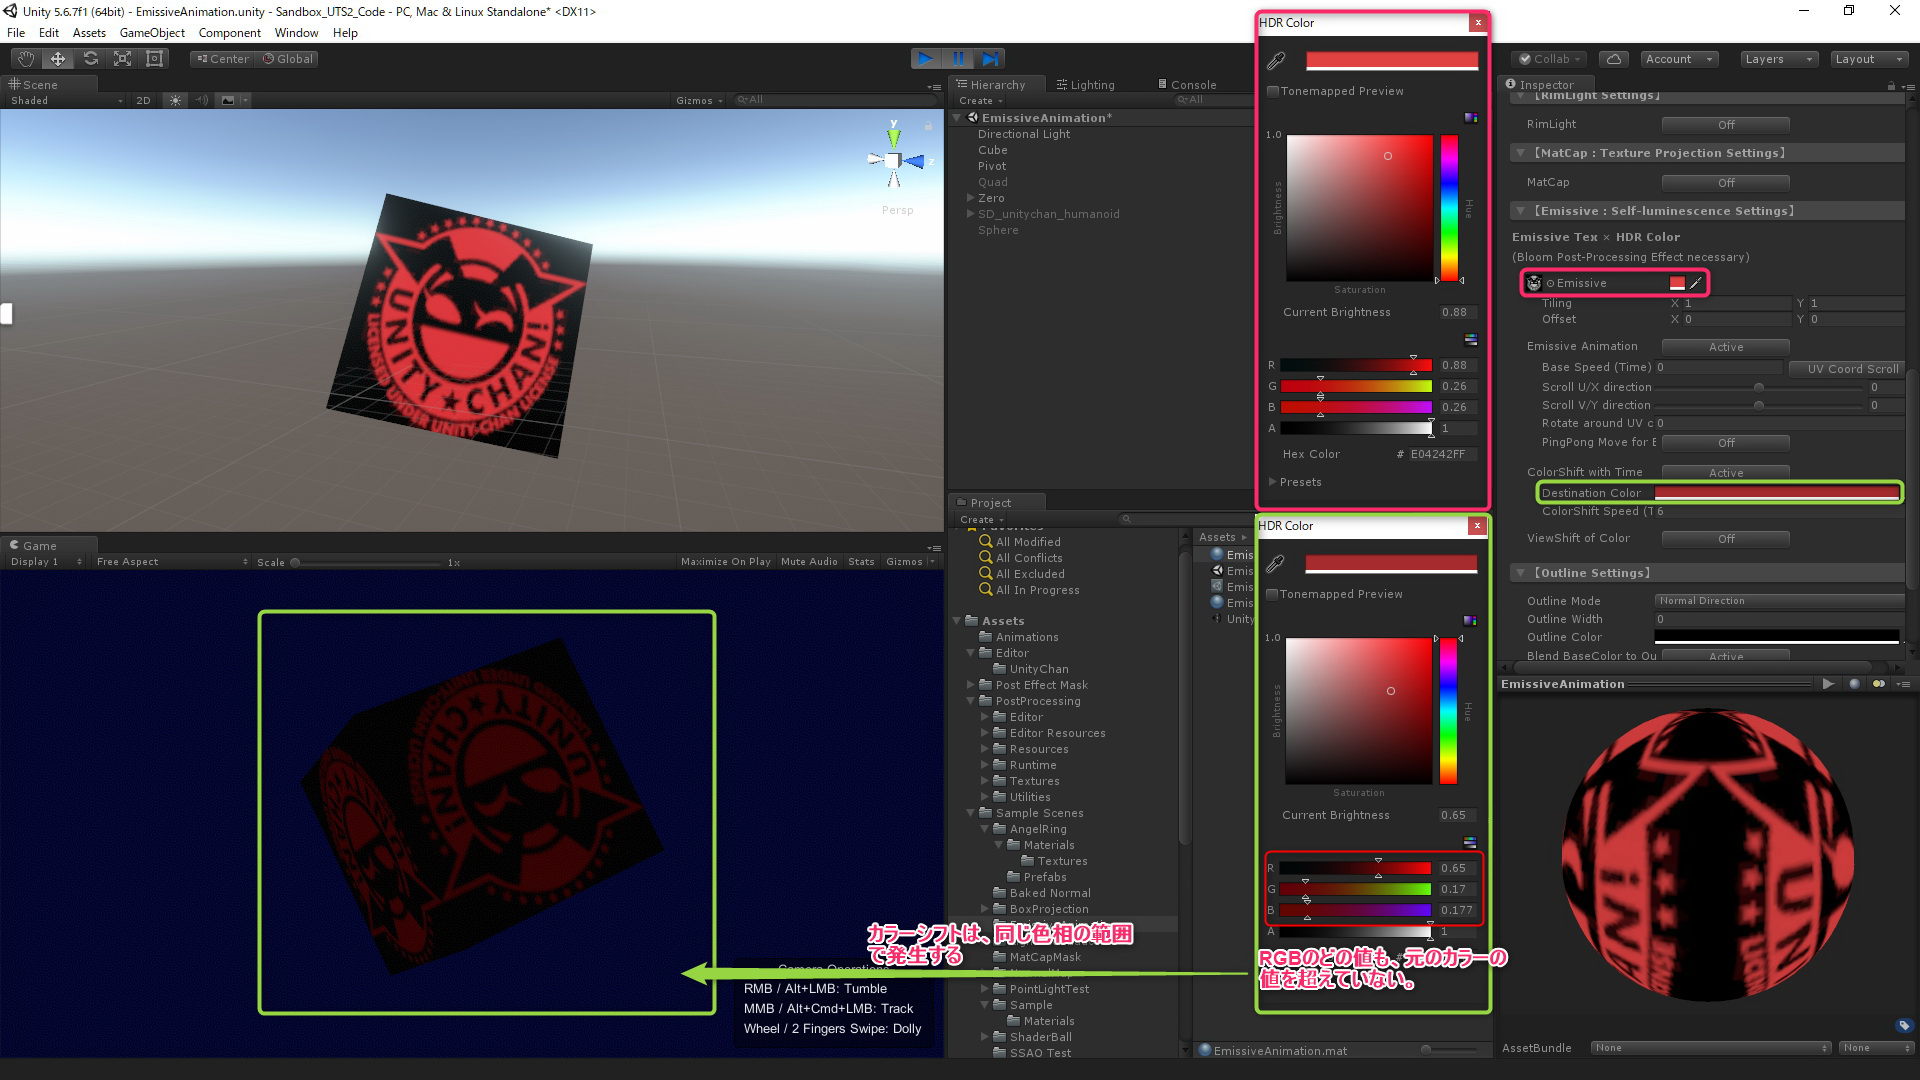 Unity 5.6.7f1 (64bit) - EmissiveAnimation.unity - Sandbox_UTS2_Code - PC, Mac & Linux Standalone* <DX11>
File Edit Assets GameObject Component Window Help
Center Global
Collab Account Layers Layout
Scene
Shaded 2D Gizmos All
y
z
Persp
UNITY★CHAN!
LICENSED UNDER UNITY-CHAN LICENSE
Game
Display 1 Free Aspect Scale 1x Maximize On Play Mute Audio Stats Gizmos
Camera Operations
RMB / Alt+LMB: Tumble
MMB / Alt+Cmd+LMB: Track
Wheel / 2 Fingers Swipe: Dolly
Hierarchy Lighting Console
Create All
EmissiveAnimation*
Directional Light
Cube
Pivot
Quad
Zero
SD_unitychan_humanoid
Sphere
Project
Create
Favorites
All Modified
All Conflicts
All Excluded
All In Progress
Assets
Animations
Editor
UnityChan
Post Effect Mask
PostProcessing
Editor
Editor Resources
Resources
Runtime
Textures
Utilities
Sample Scenes
AngelRing
Materials
Textures
Prefabs
Baked Normal
BoxProjection
MatCapMask
PointLightTest
Sample
Materials
ShaderBall
SSAO Test
Assets
Emis
Emis
Emis
Emis
Unity
EmissiveAnimation.mat
カラーシフトは、同じ色相の範囲
で発生する
HDR Color
Tonemapped Preview
1.0
Brightness
Hue
Saturation
Current Brightness 0.88
R 0.88
G 0.26
B 0.26
A 1
Hex Color # E04242FF
Presets
HDR Color
Tonemapped Preview
1.0
Brightness
Hue
Saturation
Current Brightness 0.65
R 0.65
G 0.17
B 0.177
A 1
RGBのどの値も、元のカラーの
値を超えていない。
Inspector
【RimLight Settings】
RimLight Off
【MatCap : Texture Projection Settings】
MatCap Off
【Emissive : Self-luminescence Settings】
Emissive Tex × HDR Color
(Bloom Post-Processing Effect necessary)
Emissive
Tiling X 1 Y 1
Offset X 0 Y 0
Emissive Animation Active
Base Speed (Time) 0 UV Coord Scroll
Scroll U/X direction 0
Scroll V/Y direction 0
Rotate around UV c 0
PingPong Move for B Off
ColorShift with Time Active
Destination Color
ColorShift Speed (T 6
ViewShift of Color Off
【Outline Settings】
Outline Mode Normal Direction
Outline Width 0
Outline Color
Blend BaseColor to Ou Active
EmissiveAnimation
AssetBundle None None